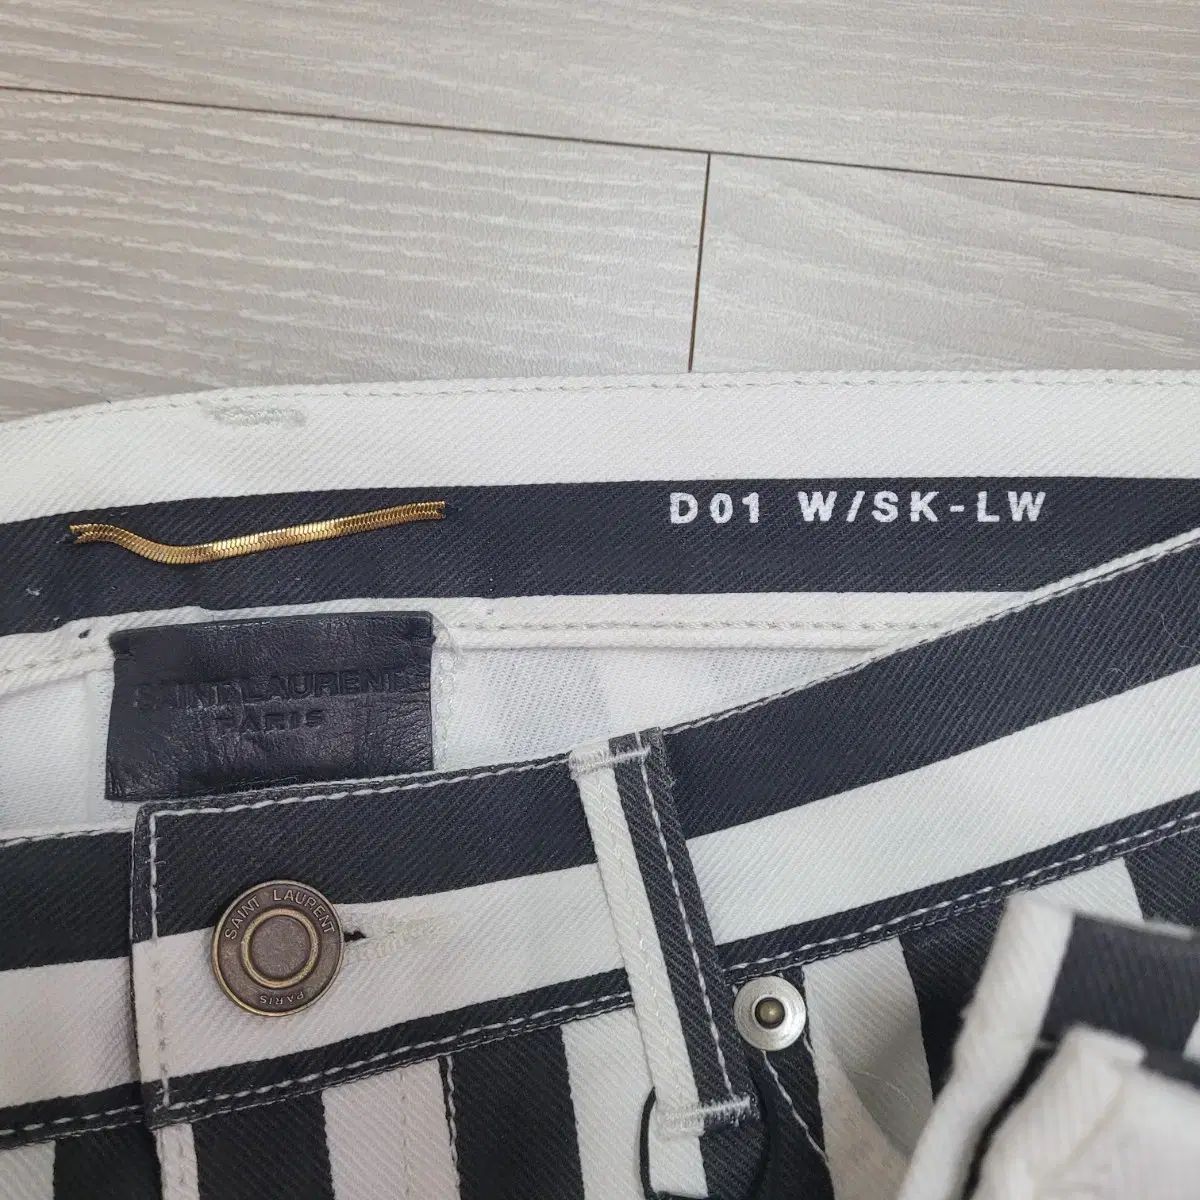 D01 W/SK-LW
SAINT LAURENT
PARIS
SAINT LAURENT
PARIS